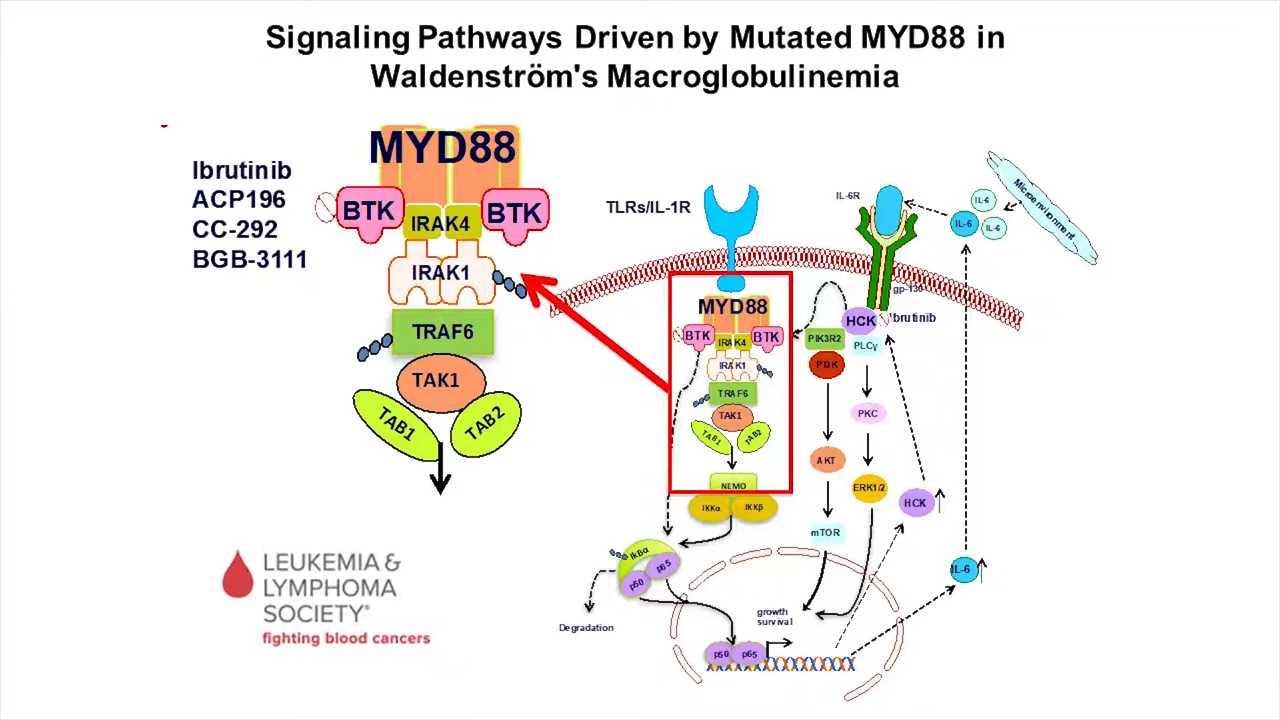 Signaling Pathways Driven by Mutated MYD88 in
Waldenström's Macroglobulinemia
Ibrutinib
ACP196
CC-292
BGB-3111
MYD88
BTK
BTK
IRAK4
IRAK1
TRAF6
TAK1
TAB1
TAB2
TLRs/IL-1R
MYD88
BTK
BTK
IRAK4
IRAK1
TRAF6
TAK1
TAB1
TAB2
NEMO
IKKα
IKKβ
IkBα
p50
p65
Degradation
p50
p65
growth
survival
IL-6R
gp-130
HCK
Ibrutinib
PIK3R2
PI3K
PLCγ
PKC
AKT
ERK1/2
mTOR
HCK
IL-6
IL-6
IL-6
IL-6
Microenvironment
LEUKEMIA &
LYMPHOMA
SOCIETY®
fighting blood cancers